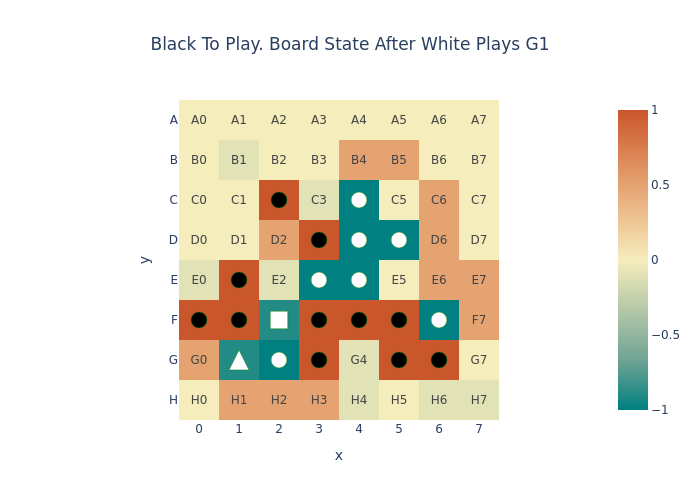 Black To Play. Board State After White Plays G1
A A0 A1 A2 A3 A4 A5 A6 A7
B B0 B1 B2 B3 B4 B5 B6 B7
C C0 C1 C3 C5 C6 C7
D D0 D1 D2 D6 D7
E E0 E2 E5 E6 E7
F F7
G G0 G4 G7
H H0 H1 H2 H3 H4 H5 H6 H7
0 1 2 3 4 5 6 7
x
y
1
0.5
0
−0.5
−1